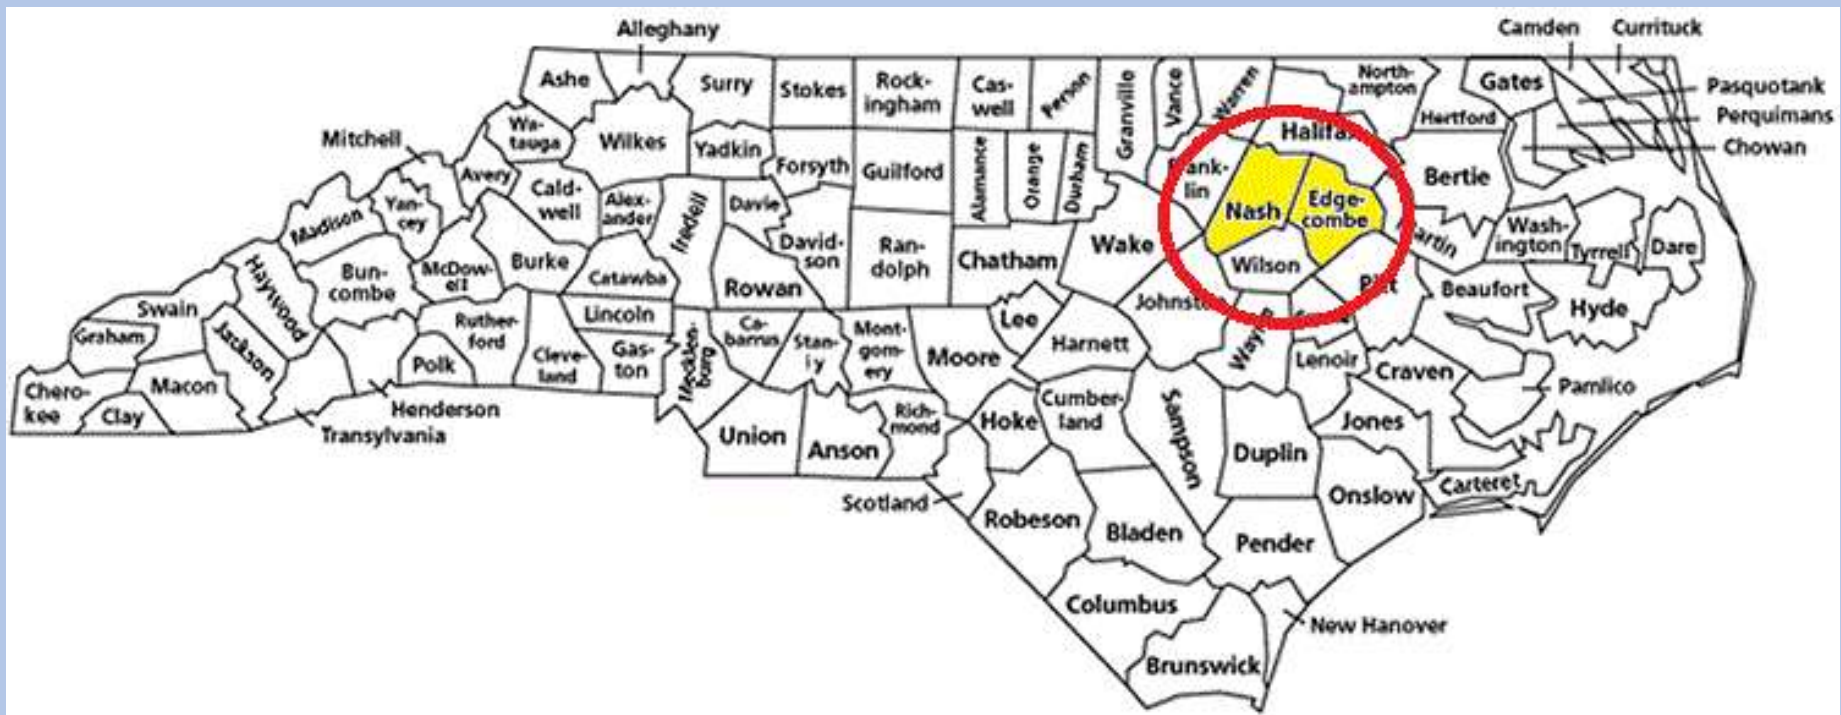 Alleghany
Camden
Currituck
Ashe
Surry
Stokes
Rock-
ingham
Cas-
well
Person
Granville
Vance
Warren
North-
ampton
Gates
Pasquotank
Perquimans
Chowan
Hertford
Mitchell
Wa-
tauga
Wilkes
Yadkin
Forsyth
Guilford
Alamance
Orange
Durham
Halifax
Bertie
Avery
Cald-
well
Alex-
ander
Iredell
Davie
Nash
Edge-
combe
Wash-
ington
Tyrrell
Dare
Madison
Yan-
cey
David-
son
Ran-
dolph
Chatham
Wake
Wilson
Haywood
Bun-
combe
McDow-
ell
Burke
Catawba
Rowan
Beaufort
Hyde
Swain
Lincoln
Graham
Jackson
Ruther-
ford
Polk
Cleve-
land
Gas-
ton
Mecklen-
burg
Ca-
barrus
Stan-
ly
Mont-
gom-
ery
Moore
Lee
Harnett
Lenoir
Craven
Pamlico
Chero-
kee
Clay
Macon
Henderson
Transylvania
Union
Anson
Rich-
mond
Hoke
Cumber-
land
Sampson
Duplin
Jones
Onslow
Carteret
Scotland
Robeson
Bladen
Pender
Columbus
New Hanover
Brunswick